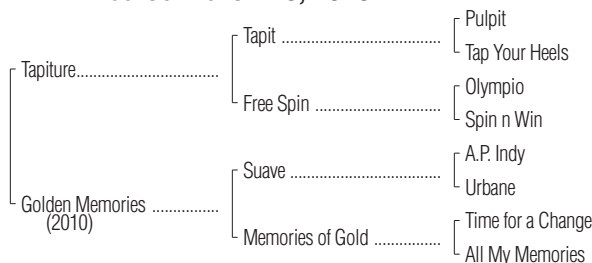 Pulpit
Tapit
Tap Your Heels
Tapiture
Olympio
Free Spin
Spin n Win
A.P. Indy
Suave
Urbane
Golden Memories
(2010)
Time for a Change
Memories of Gold
All My Memories